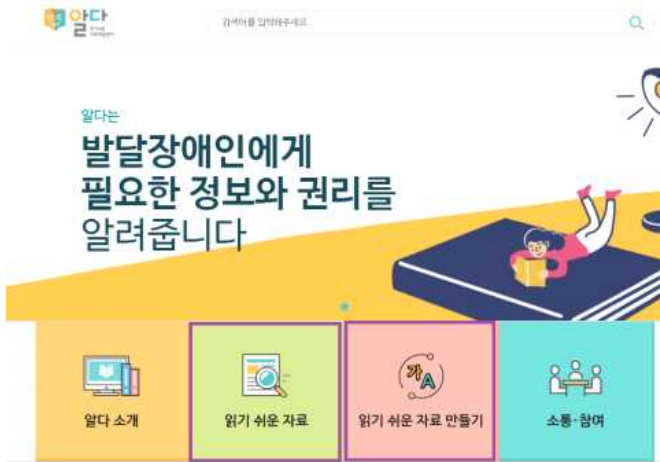 알다
검색어를 입력해주세요.
알다는
발달장애인에게
필요한 정보와 권리를
알려줍니다
가
A
알다 소개
읽기 쉬운 자료
읽기 쉬운 자료 만들기
소통·참여